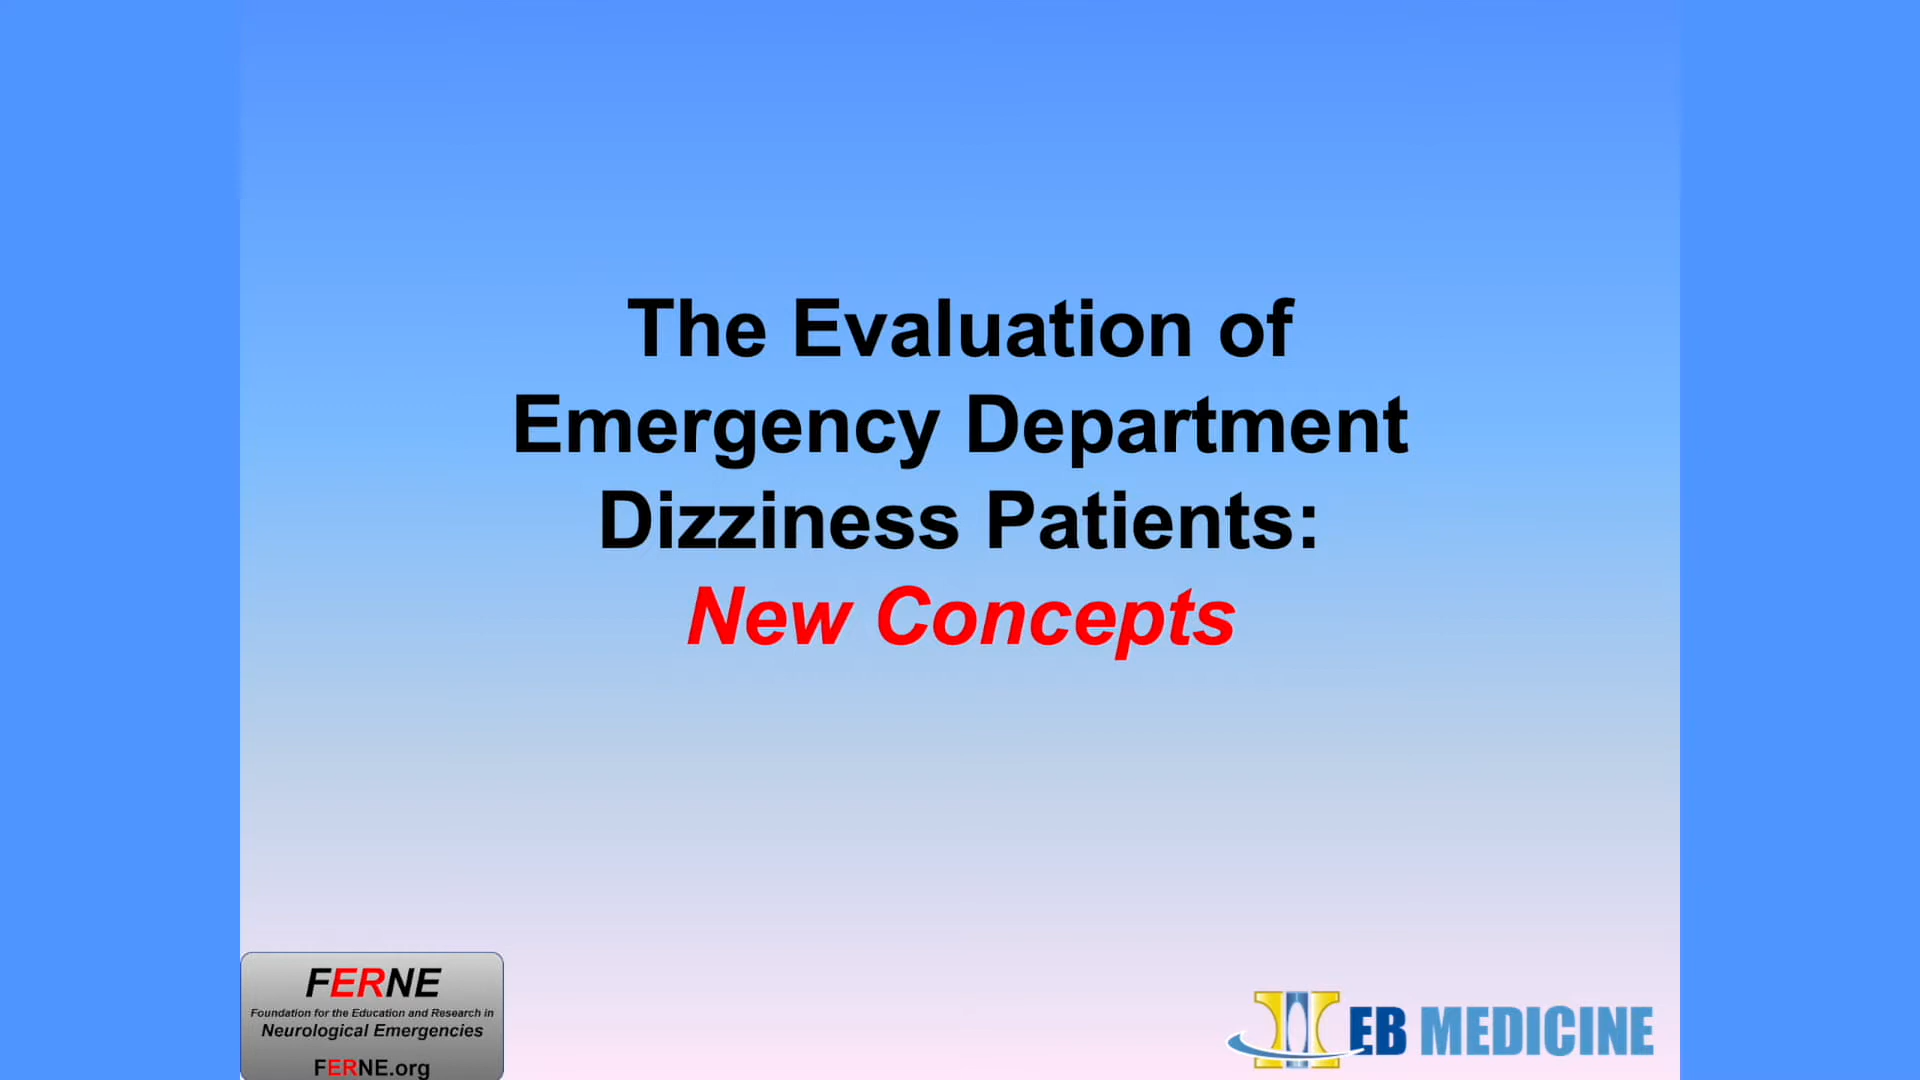 The Evaluation of
Emergency Department
Dizziness Patients:
New Concepts
FERNE
Foundation for the Education and Research in
Neurological Emergencies
FERNE.org
EB MEDICINE